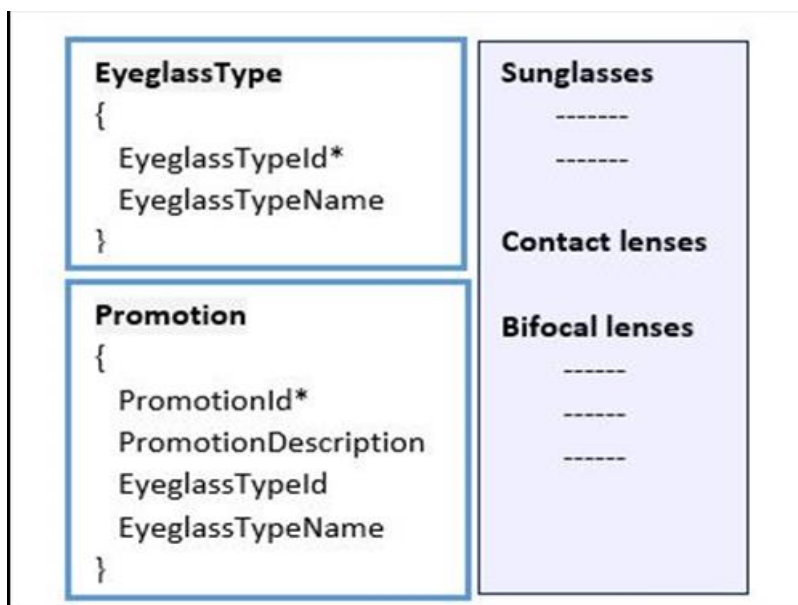 EyeglassType
{
EyeglassTypeId*
EyeglassTypeName
}
Promotion
{
PromotionId*
PromotionDescription
EyeglassTypeId
EyeglassTypeName
}
Sunglasses
-------
-------
Contact lenses
Bifocal lenses
------
------
------